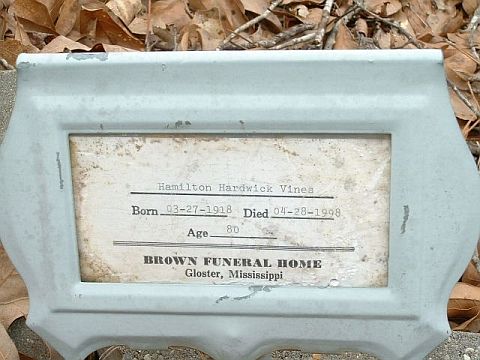 Hamilton Hardwick Vines
Born 03-27-1918 Died 04-28-1998
Age 80
BROWN FUNERAL HOME
Gloster, Mississippi